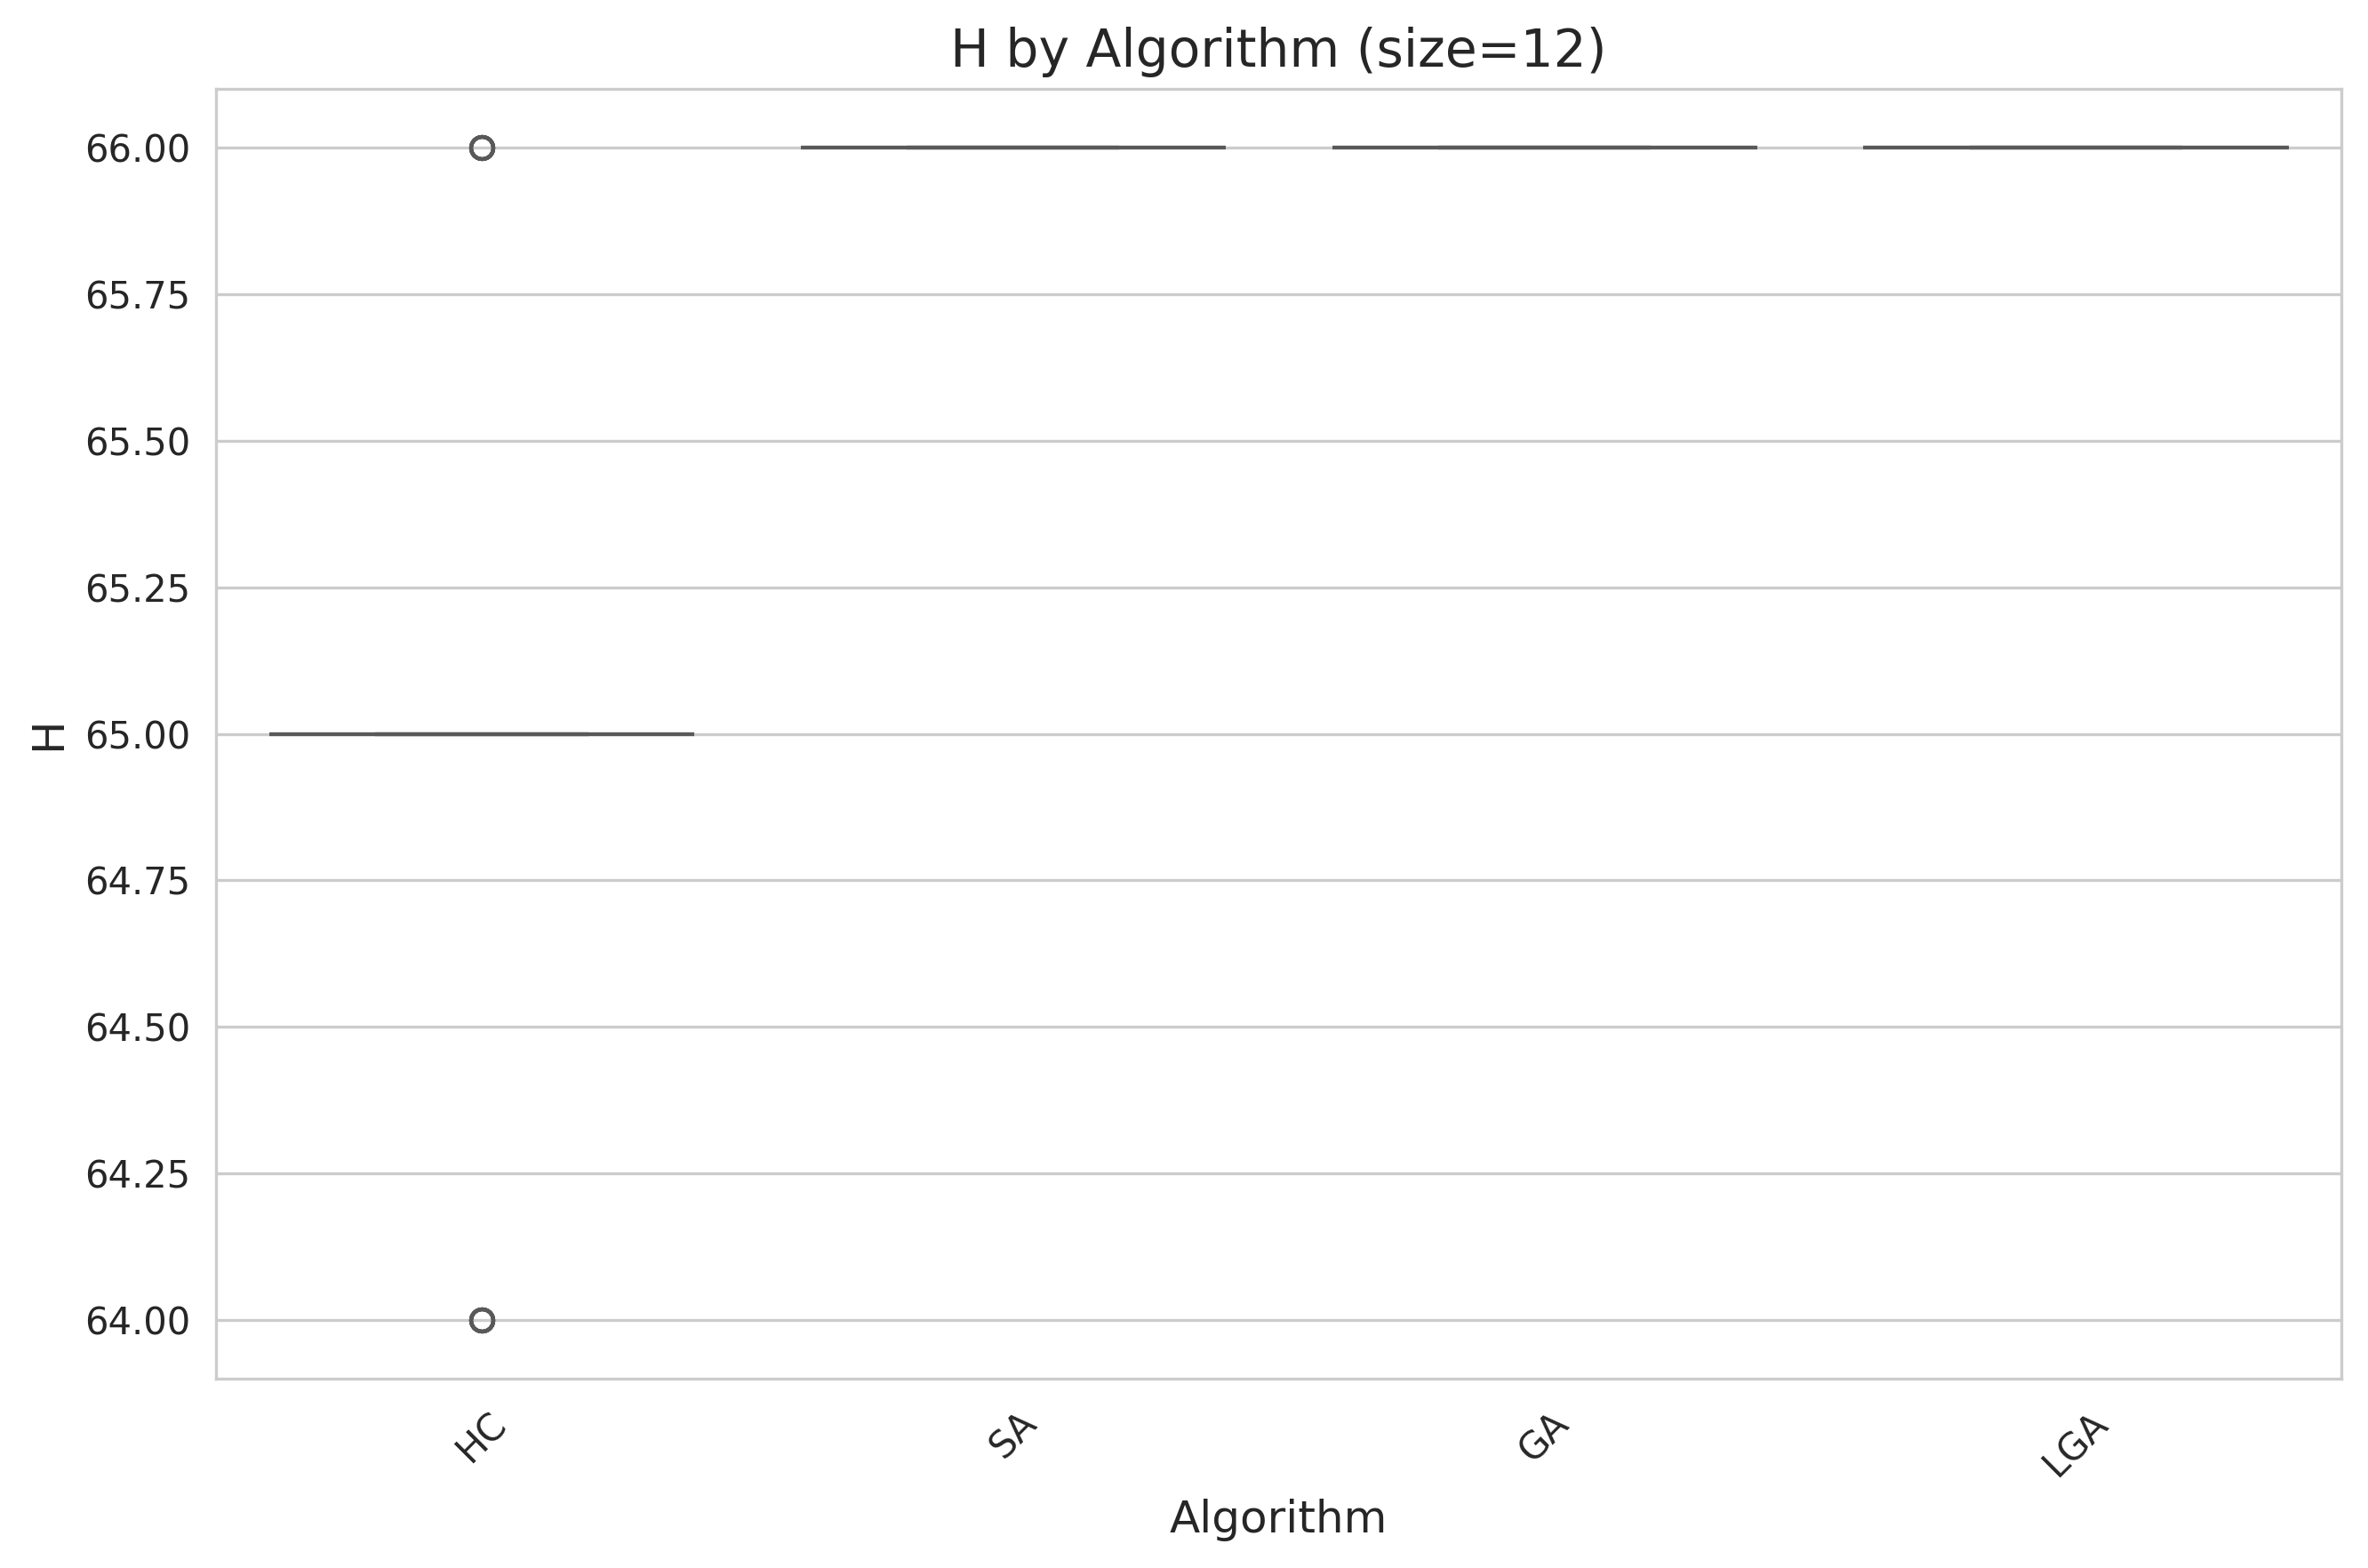 H by Algorithm (size=12)
66.00
65.75
65.50
65.25
65.00
64.75
64.50
64.25
64.00
H
HC
SA
GA
LGA
Algorithm